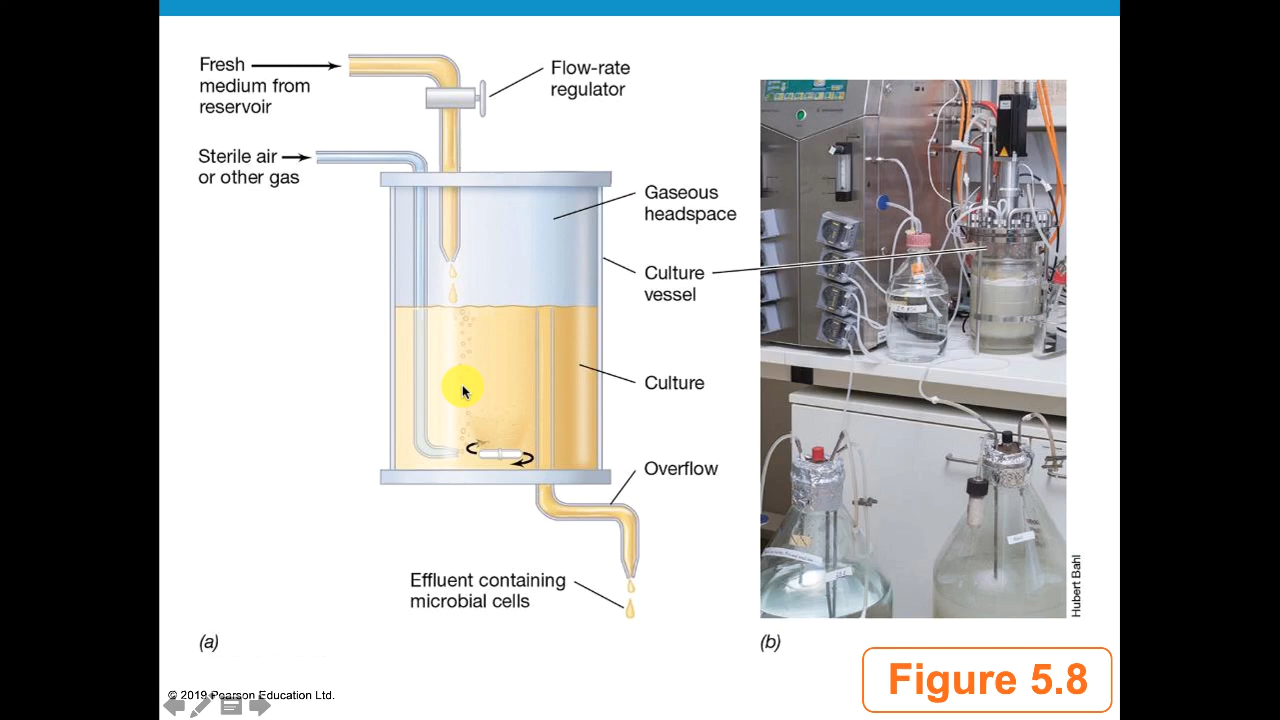 Fresh
medium from
reservoir
Flow-rate
regulator
Sterile air
or other gas
Gaseous
headspace
Culture
vessel
Culture
Overflow
Effluent containing
microbial cells
(a)
(b)
Hubert Bahl
Figure 5.8
© 2019 Pearson Education Ltd.